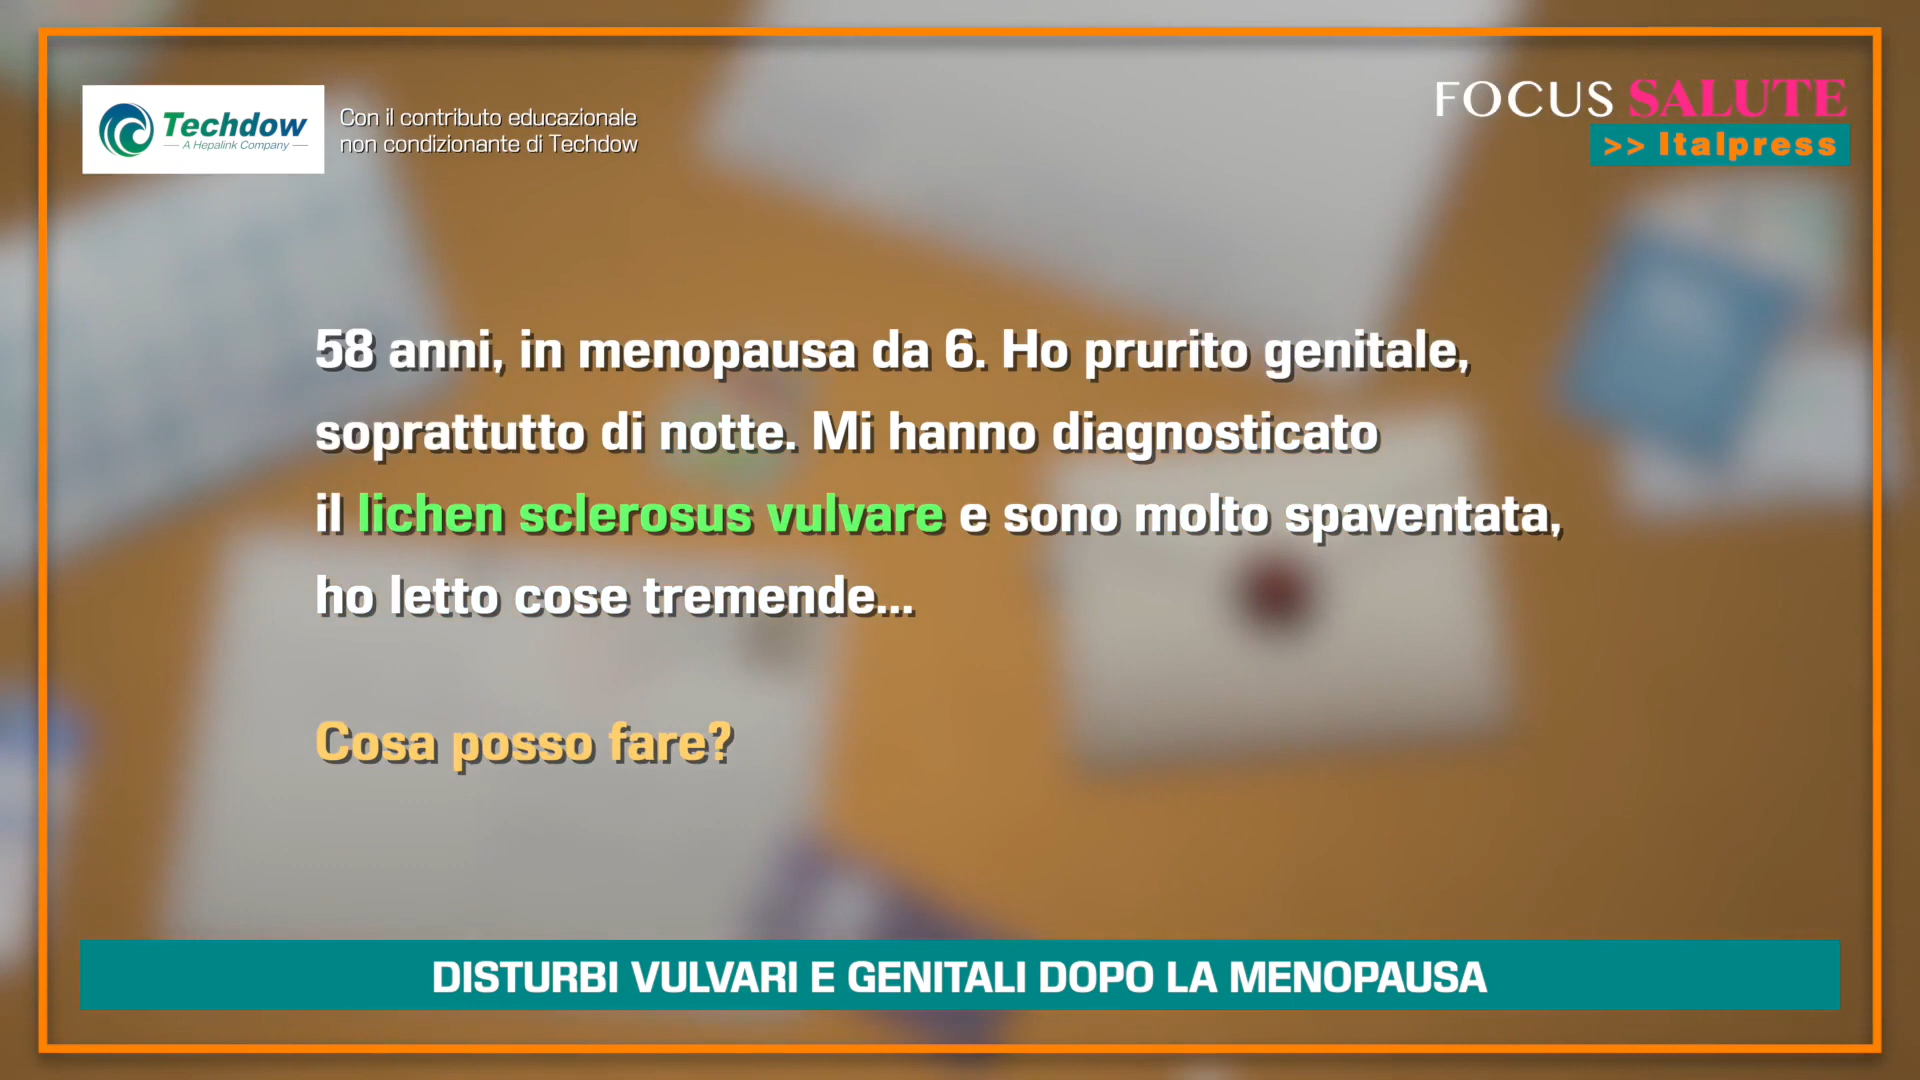 Techdow
A Hepalink Company
Con il contributo educazionale
non condizionante di Techdow
FOCUS SALUTE
>> Italpress
58 anni, in menopausa da 6. Ho prurito genitale,
soprattutto di notte. Mi hanno diagnosticato
il lichen sclerosus vulvare e sono molto spaventata,
ho letto cose tremende...
Cosa posso fare?
DISTURBI VULVARI E GENITALI DOPO LA MENOPAUSA